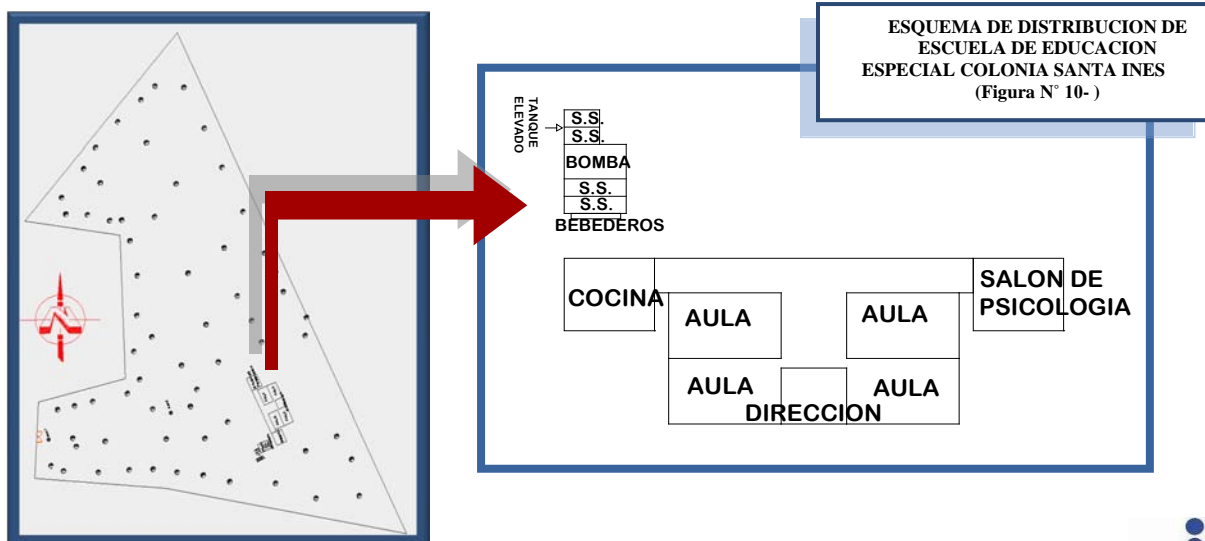 ESQUEMA DE DISTRIBUCION DE
ESCUELA DE EDUCACION
ESPECIAL COLONIA SANTA INES
(Figura N° 10- )
TANQUE
ELEVADO
S.S.
S.S.
BOMBA
S.S.
S.S.
BEBEDEROS
COCINA
AULA
AULA
SALON DE
PSICOLOGIA
AULA
DIRECCION
AULA
N